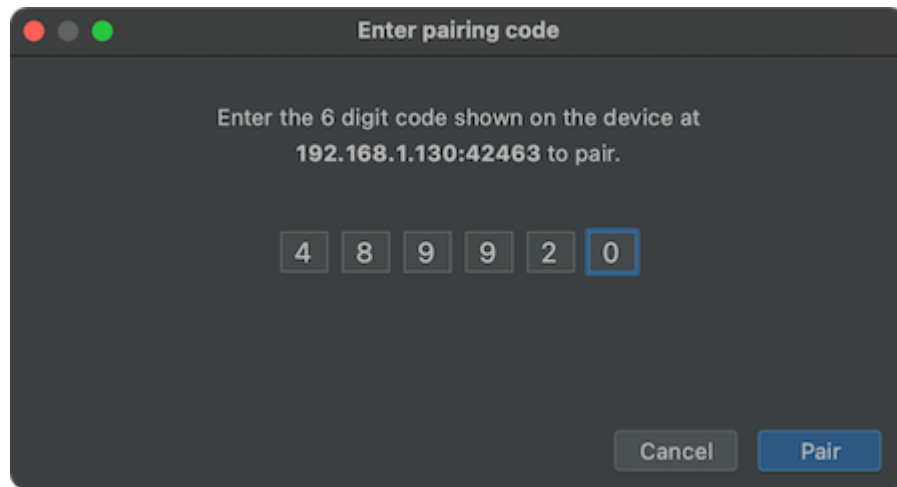 Enter pairing code
Enter the 6 digit code shown on the device at
192.168.1.130:42463 to pair.
4 8 9 9 2 0
Cancel Pair